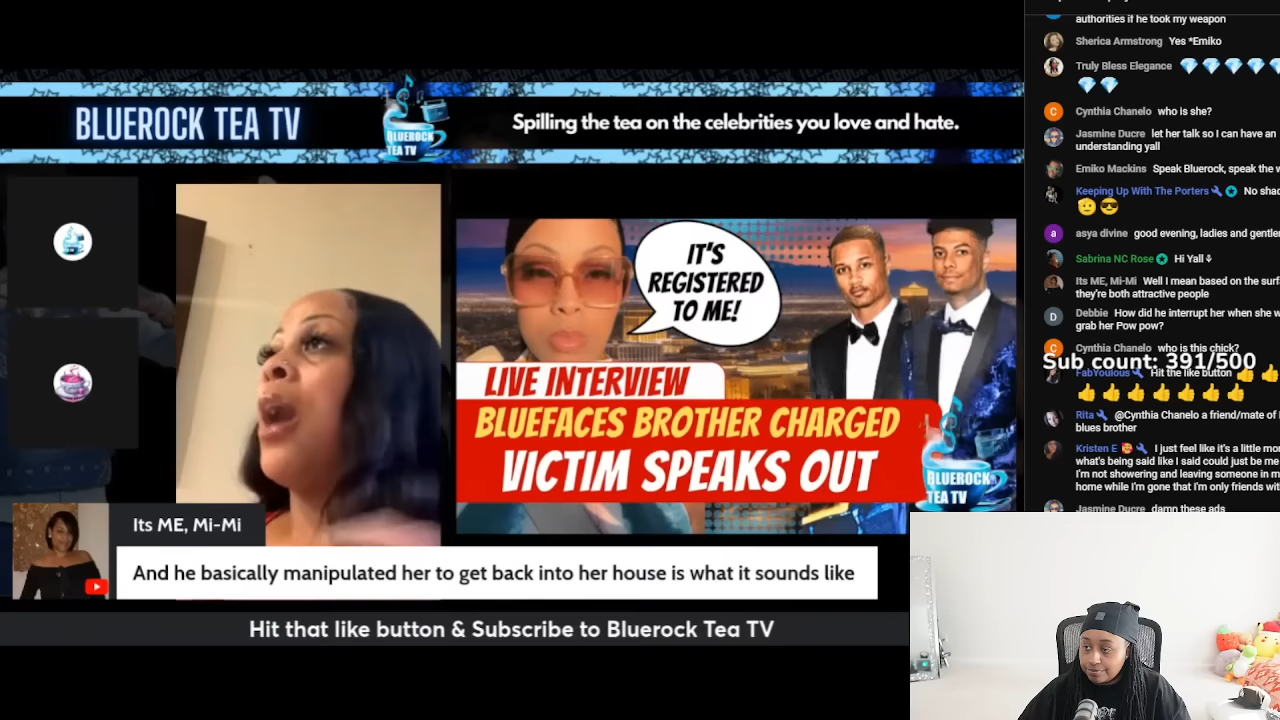 authorities if he took my weapon
Sherica Armstrong Yes *Emiko
Truly Bless Elegance
Cynthia Chanelo who is she?
Jasmine Ducre let her talk so I can have an
understanding yall
Emiko Mackins Speak Bluerock, speak the
Keeping Up With The Porters No
asya divine good evening, ladies and
Sabrina NC Rose Hi Yall
Its ME, Mi-Mi Well I mean based on the
they're both attractive people
Debbie How did he interrupt her when she
grab her Pow pow?
Cynthia Chanelo who is this chick?
Sub count: 391/500
FabYoulous Hit the like button
Rita @Cynthia Chanelo a friend/mate of
blues brother
Kristen E I just feel like it's a little
what's being said like I said could just be me
I'm not showing and leaving someone in
home while I'm gone that I'm only friends
Jasmine Ducre damn these ads
BLUEROCK TEA TV
BLUEROCK
TEA TV
Spilling the tea on the celebrities you love and hate.
IT'S
REGISTERED
TO ME!
LIVE INTERVIEW
BLUEFACES BROTHER CHARGED
VICTIM SPEAKS OUT
BLUEROCK
TEA TV
Its ME, Mi-Mi
And he basically manipulated her to get back into her house is what it sounds like
Hit that like button & Subscribe to Bluerock Tea TV